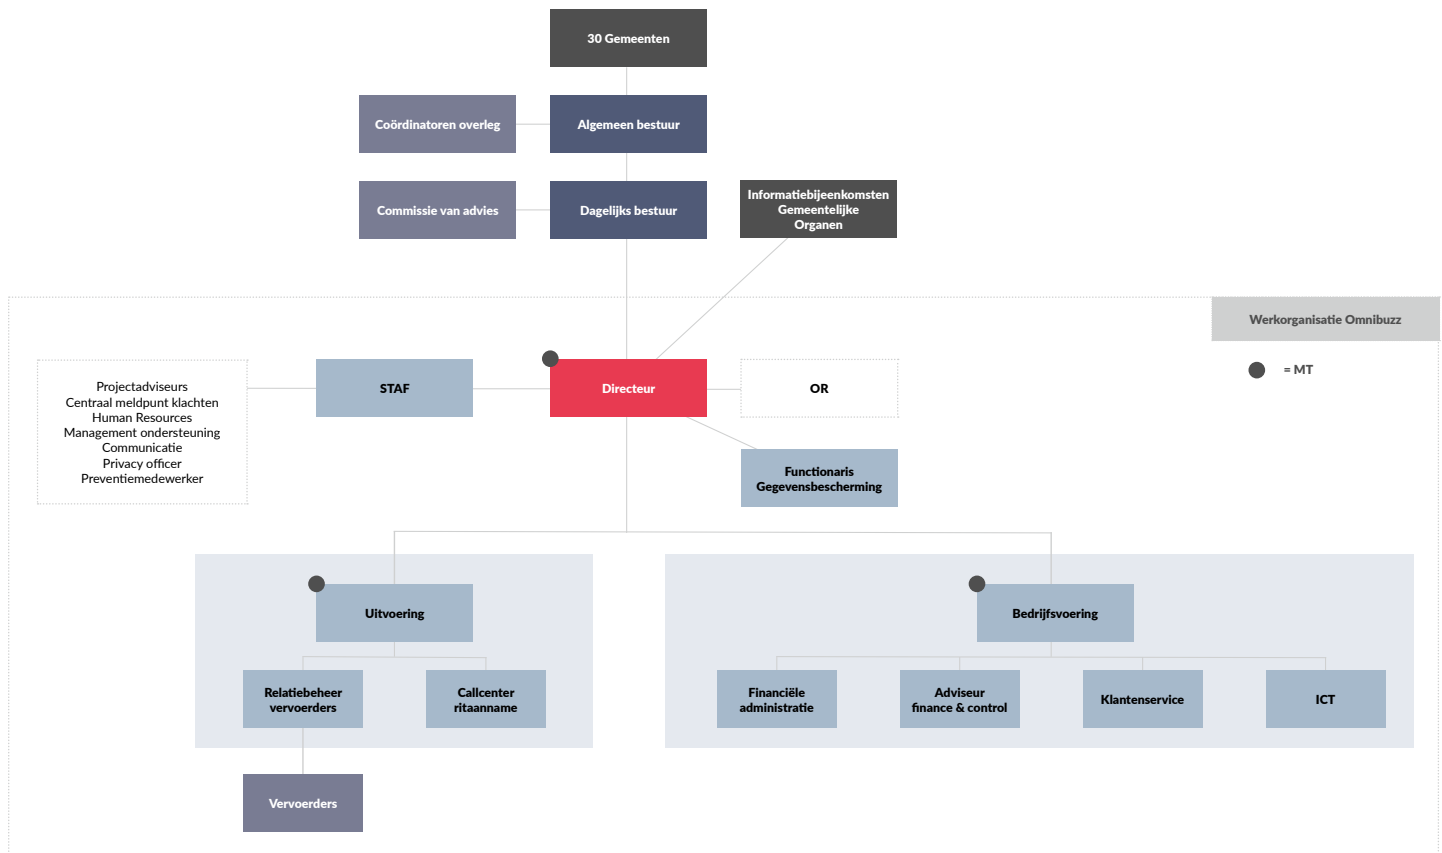 30 Gemeenten
Coördinatoren overleg
Algemeen bestuur
Commissie van advies
Dagelijks bestuur
Informatiebijeenkomsten
Gemeentelijke
Organen
Werkorganisatie Omnibuzz
= MT
Projectadviseurs
Centraal meldpunt klachten
Human Resources
Management ondersteuning
Communicatie
Privacy officer
Preventiemedewerker
STAF
Directeur
OR
Functionaris
Gegevensbescherming
Uitvoering
Bedrijfsvoering
Relatiebeheer
vervoerders
Callcenter
ritaanname
Financiële
administratie
Adviseur
finance & control
Klantenservice
ICT
Vervoerders